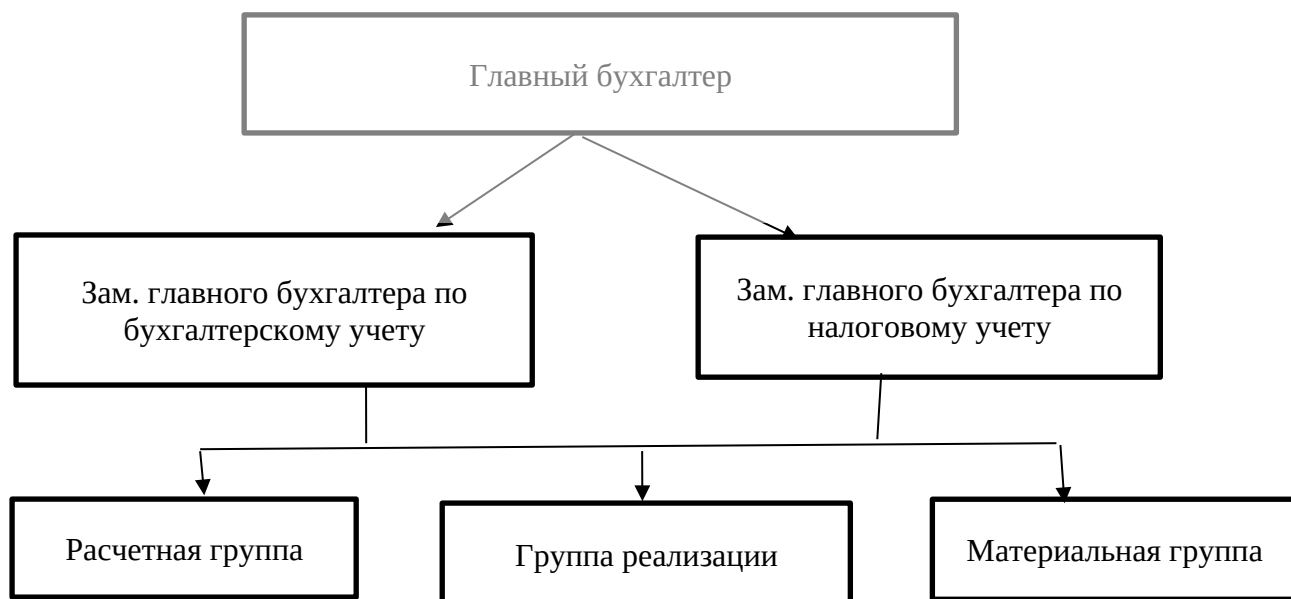 Главный бухгалтер
Зам. главного бухгалтера по
бухгалтерскому учету
Зам. главного бухгалтера по
налоговому учету
Расчетная группа
Группа реализации
Материальная группа